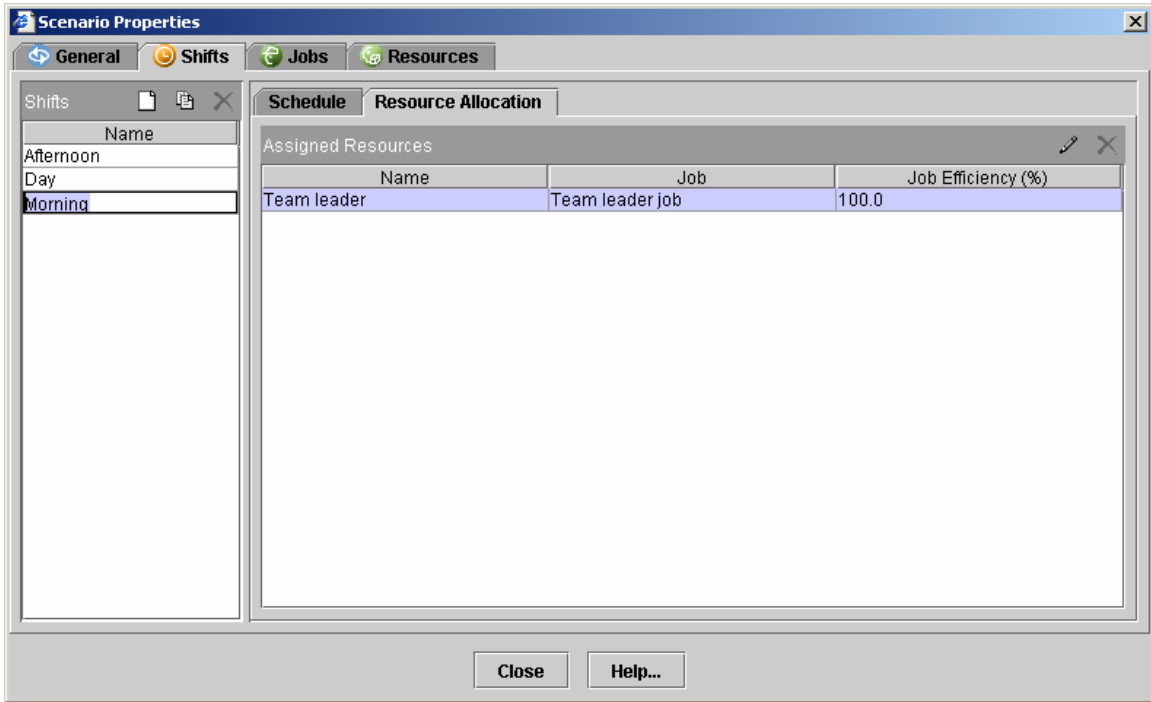 Scenario Properties
General Shifts Jobs Resources
Shifts
Name
Afternoon
Day
Morning
Schedule Resource Allocation
Assigned Resources
Name Job Job Efficiency (%)
Team leader Team leader job 100.0
Close Help...